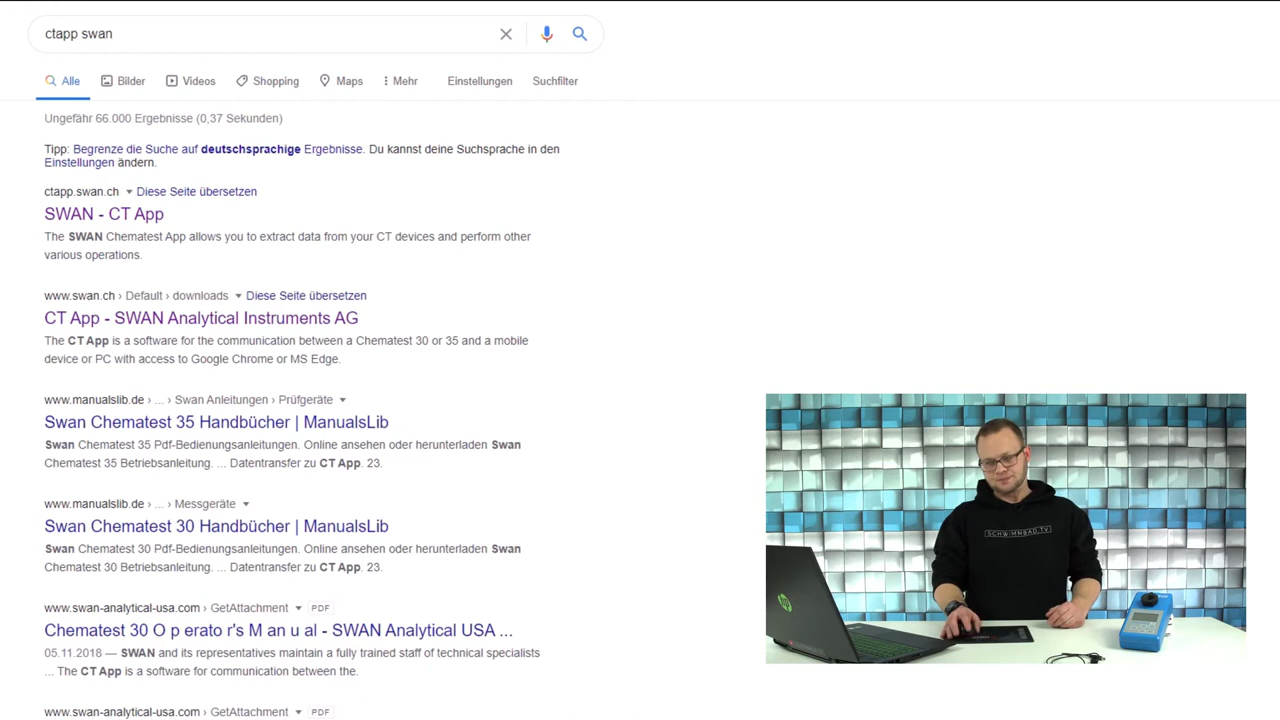 ctapp swan
Alle Bilder Videos Shopping Maps Mehr Einstellungen Suchfilter
Ungefähr 66.000 Ergebnisse (0,37 Sekunden)
Tipp: Begrenze die Suche auf deutschsprachige Ergebnisse. Du kannst deine Suchsprache in den
Einstellungen ändern.
ctapp.swan.ch Diese Seite übersetzen
SWAN - CT App
The SWAN Chematest App allows you to extract data from your CT devices and perform other
various operations.
www.swan.ch › Default › downloads Diese Seite übersetzen
CT App - SWAN Analytical Instruments AG
The CT App is a software for the communication between a Chematest 30 or 35 and a mobile
device or PC with access to Google Chrome or MS Edge.
www.manualslib.de › ... › Swan Anleitungen › Prüfgeräte
Swan Chematest 35 Handbücher | ManualsLib
Swan Chematest 35 Pdf-Bedienungsanleitungen. Online ansehen oder herunterladen Swan
Chematest 35 Betriebsanleitung. ... Datentransfer zu CT App. 23.
www.manualslib.de › ... › Messgeräte
Swan Chematest 30 Handbücher | ManualsLib
Swan Chematest 30 Pdf-Bedienungsanleitungen. Online ansehen oder herunterladen Swan
Chematest 30 Betriebsanleitung. ... Datentransfer zu CT App. 23.
www.swan-analytical-usa.com › GetAttachment PDF
Chematest 30 O p erato r's M an u al - SWAN Analytical USA ...
05.11.2018 — SWAN and its representatives maintain a fully trained staff of technical specialists
... The CT App is a software for communication between the.
www.swan-analytical-usa.com › GetAttachment PDF
SCHWIMMBAD.TV
hp